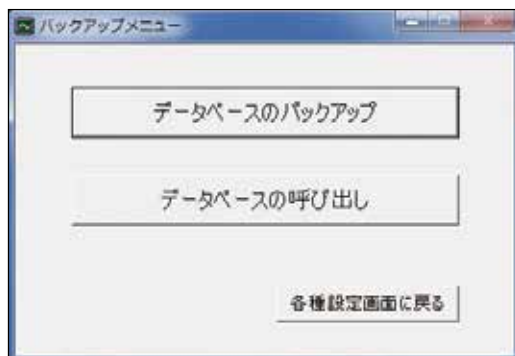 バックアップメニュー
データベースのバックアップ
データベースの呼び出し
各種設定画面に戻る